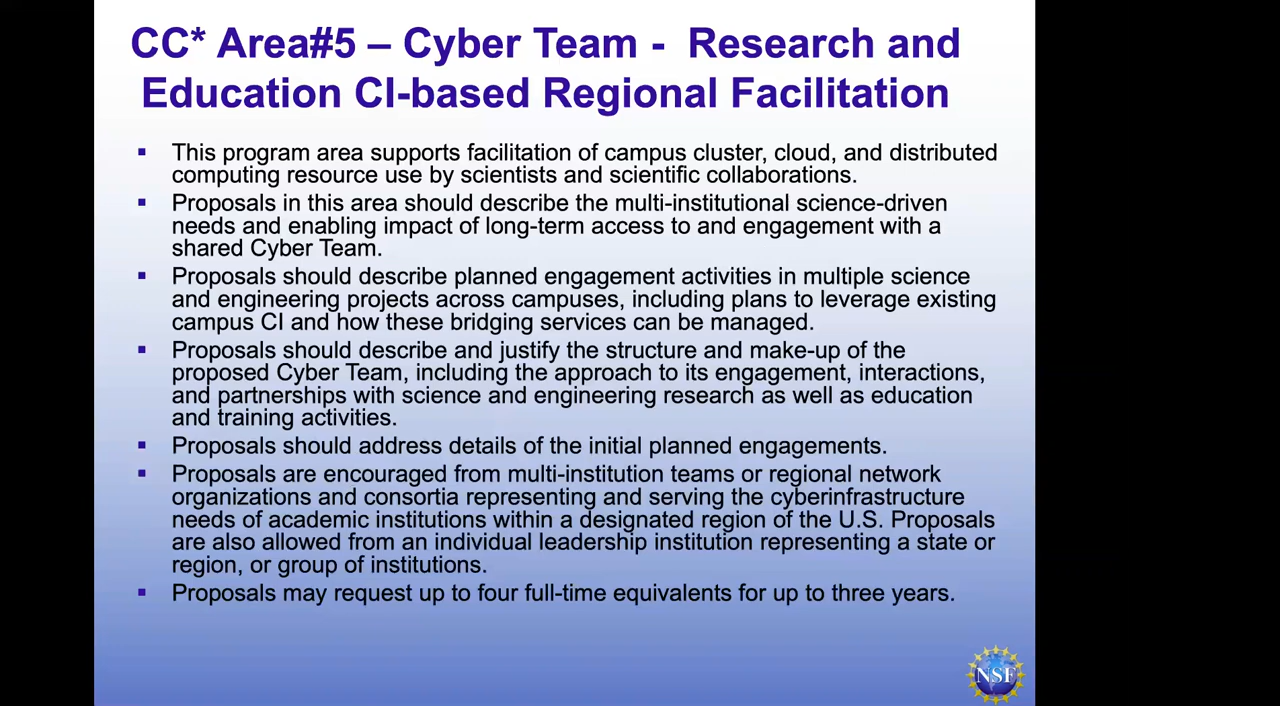 CC* Area#5 – Cyber Team -  Research and
Education CI-based Regional Facilitation
▪ This program area supports facilitation of campus cluster, cloud, and distributed
computing resource use by scientists and scientific collaborations.
▪ Proposals in this area should describe the multi-institutional science-driven
needs and enabling impact of long-term access to and engagement with a
shared Cyber Team.
▪ Proposals should describe planned engagement activities in multiple science
and engineering projects across campuses, including plans to leverage existing
campus CI and how these bridging services can be managed.
▪ Proposals should describe and justify the structure and make-up of the
proposed Cyber Team, including the approach to its engagement, interactions,
and partnerships with science and engineering research as well as education
and training activities.
▪ Proposals should address details of the initial planned engagements.
▪ Proposals are encouraged from multi-institution teams or regional network
organizations and consortia representing and serving the cyberinfrastructure
needs of academic institutions within a designated region of the U.S. Proposals
are also allowed from an individual leadership institution representing a state or
region, or group of institutions.
▪ Proposals may request up to four full-time equivalents for up to three years.
NSF